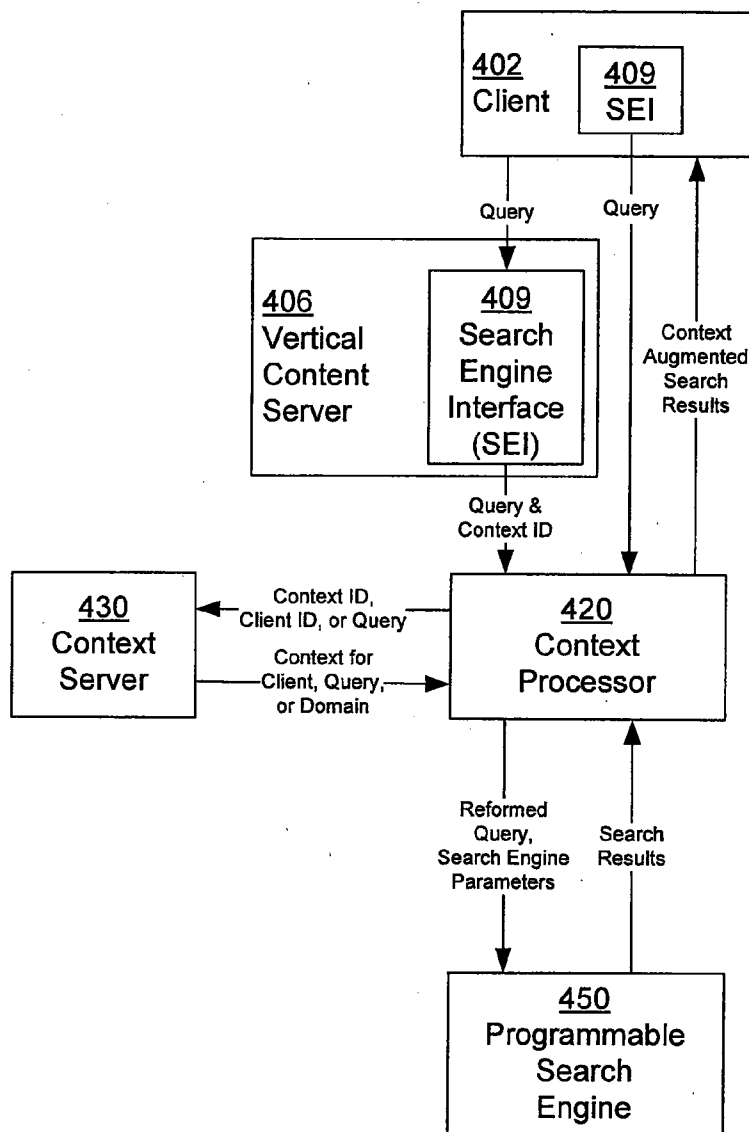 402
Client
409
SEI
Query
Query
406
Vertical
Content
Server
409
Search
Engine
Interface
(SEI)
Context
Augmented
Search
Results
Query &
Context ID
430
Context
Server
Context ID,
Client ID, or Query
Context for
Client, Query,
or Domain
420
Context
Processor
Reformed
Query,
Search Engine
Parameters
Search
Results
450
Programmable
Search
Engine